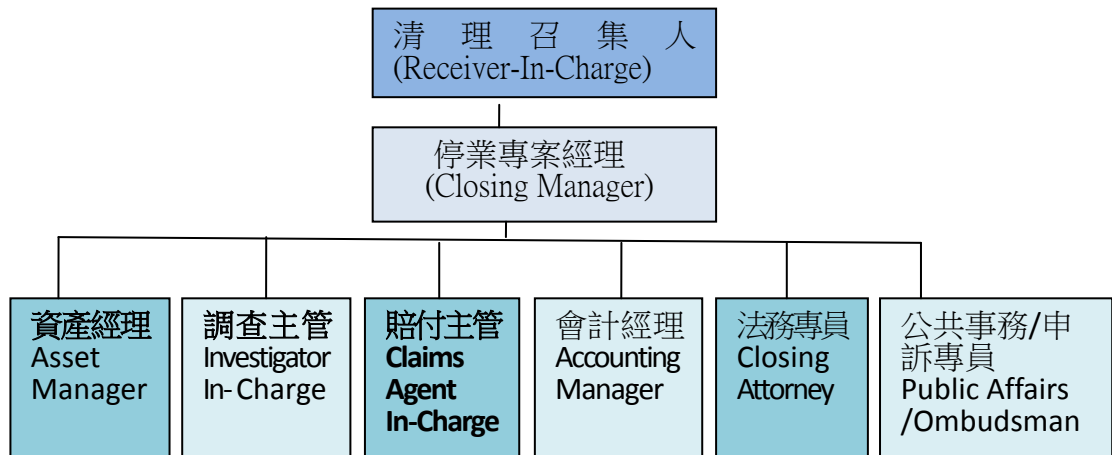 清理召集人
(Receiver-In-Charge)
停業專案經理
(Closing Manager)
資產經理
Asset
Manager
調查主管
Investigator
In-Charge
賠付主管
Claims
Agent
In-Charge
會計經理
Accounting
Manager
法務專員
Closing
Attorney
公共事務/申
訴專員
Public Affairs
/Ombudsman